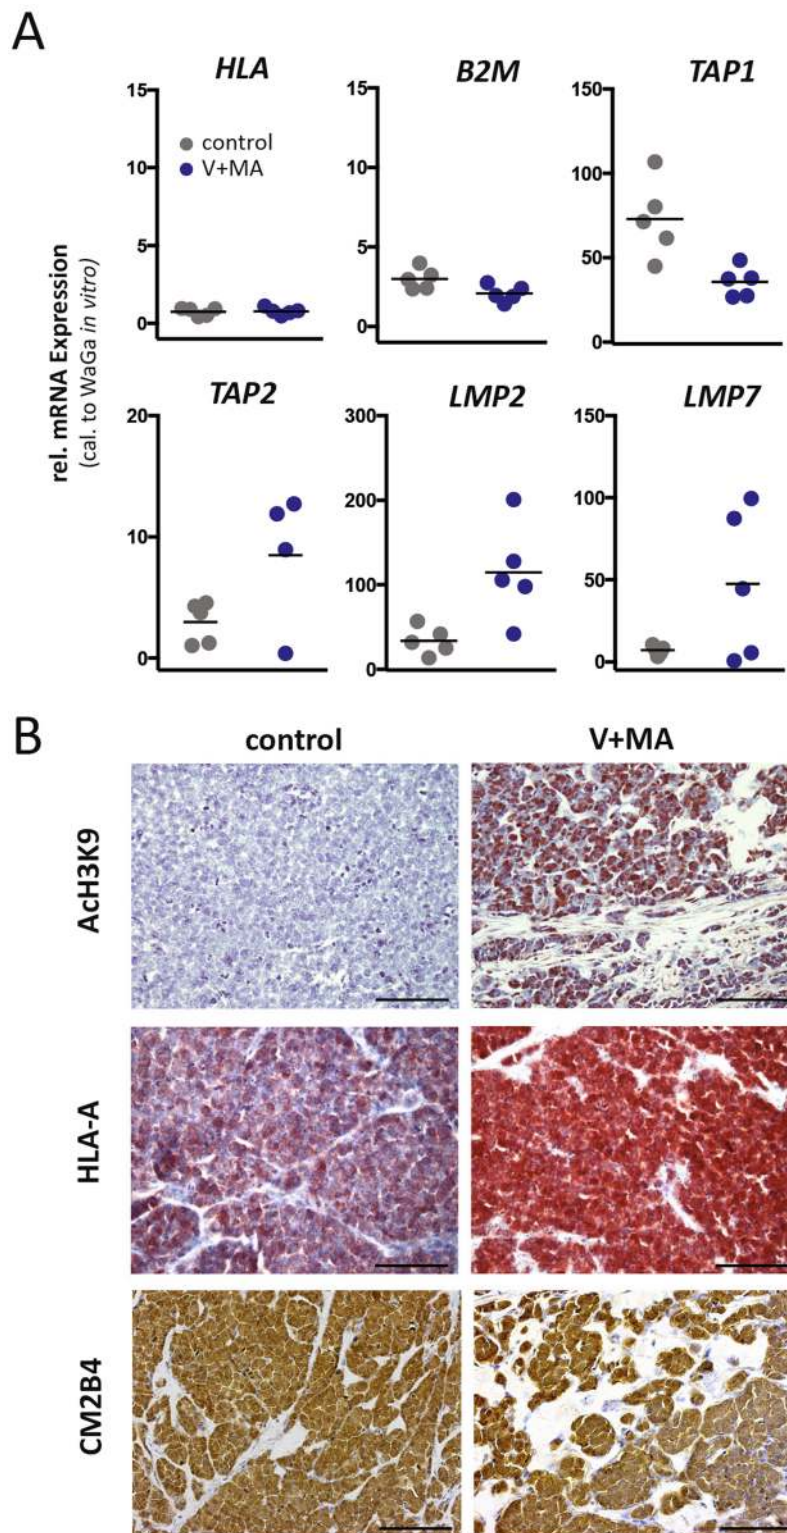 A
HLA
B2M
TAP1
15
10
5
0
control
V+MA
15
10
5
0
150
100
50
0
rel. mRNA Expression
(cal. to WaGa in vitro)
TAP2
LMP2
LMP7
20
10
0
300
200
100
0
100
50
0
B
control
V+MA
AcH3K9
HLA-A
CM2B4